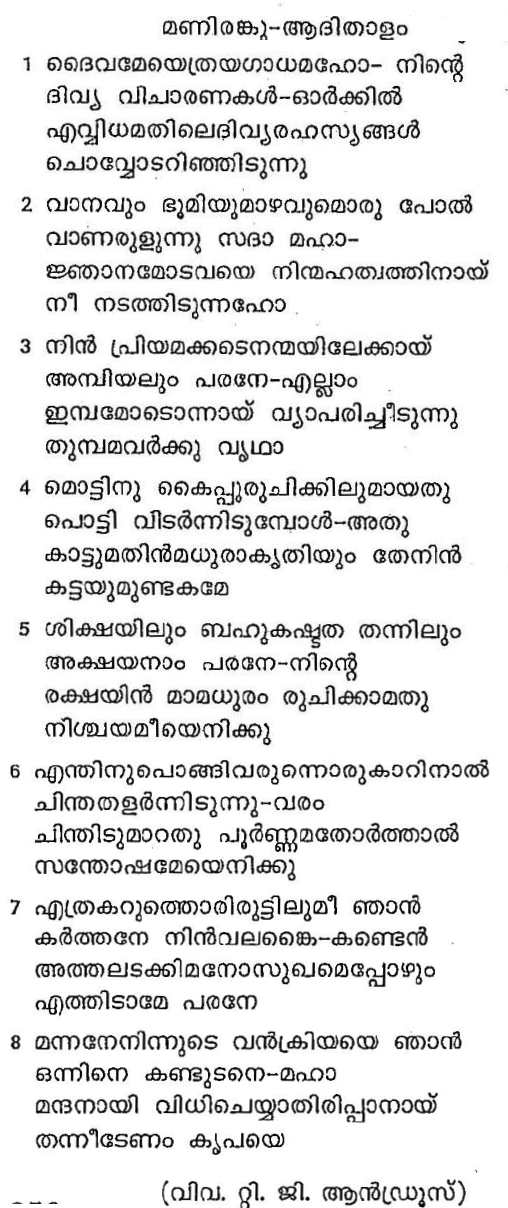 മണിരങ്കു-ആദിതാളം
1 ദൈവമേയെത്രയഗാധമഹോ- നിന്റെ
ദിവ്യ വിചാരണകൾ-ഓർക്കിൽ
എവ്വിധമതിലെദിവ്യരഹസ്യങ്ങൾ
ചൊവ്വോടറിഞ്ഞിടുന്നു
2 വാനവും ഭൂമിയുമാഴവുമൊരു പോൽ
വാണരുളുന്നു സദാ മഹാ-
ജ്ഞാനമോടവയെ നിന്മഹത്വത്തിനായ്
നീ നടത്തിടുന്നഹോ
3 നിൻ പ്രിയമക്കടെനന്മയിലേക്കായ്
അമ്പിയലും പരനേ-എല്ലാം
ഇമ്പമോടൊന്നായ് വ്യാപരിച്ചീടുന്നു
തുമ്പമവർക്കു വൃഥാ
4 മൊട്ടിനു കൈപ്പുരുചിക്കിലുമായതു
പൊട്ടി വിടർന്നിടുമ്പോൾ-അതു
കാട്ടുമതിൻമധുരാകൃതിയും തേനിൻ
കട്ടയുമുണ്ടകമേ
5 ശിക്ഷയിലും ബഹുകഷ്ടത തന്നിലും
അക്ഷയനാം പരനേ-നിന്റെ
രക്ഷയിൻ മാമധുരം രുചിക്കാമതു
നിശ്ചയമീയെനിക്കു
6 എന്തിനുപൊങ്ങിവരുന്നൊരുകാറിനാൽ
ചിന്തതളർന്നിടുന്നു-വരം
ചിന്തിടുമാറതു പൂർണ്ണമതോർത്താൽ
സന്തോഷമേയെനിക്കു
7 എത്രകറുത്തൊരിരുട്ടിലുമീ ഞാൻ
കർത്തനേ നിൻവലങ്കൈ-കണ്ടെൻ
അത്തലടക്കിമനോസുഖമെപ്പോഴും
എത്തിടാമേ പരനേ
8 മന്നനേനിന്നുടെ വൻക്രിയയെ ഞാൻ
ഒന്നിനെ കണ്ടുടനെ-മഹാ
മന്ദനായി വിധിചെയ്യാതിരിപ്പാനായ്
തന്നീടേണം കൃപയെ
(വിവ. റ്റി. ജി. ആൻഡ്രൂസ്)